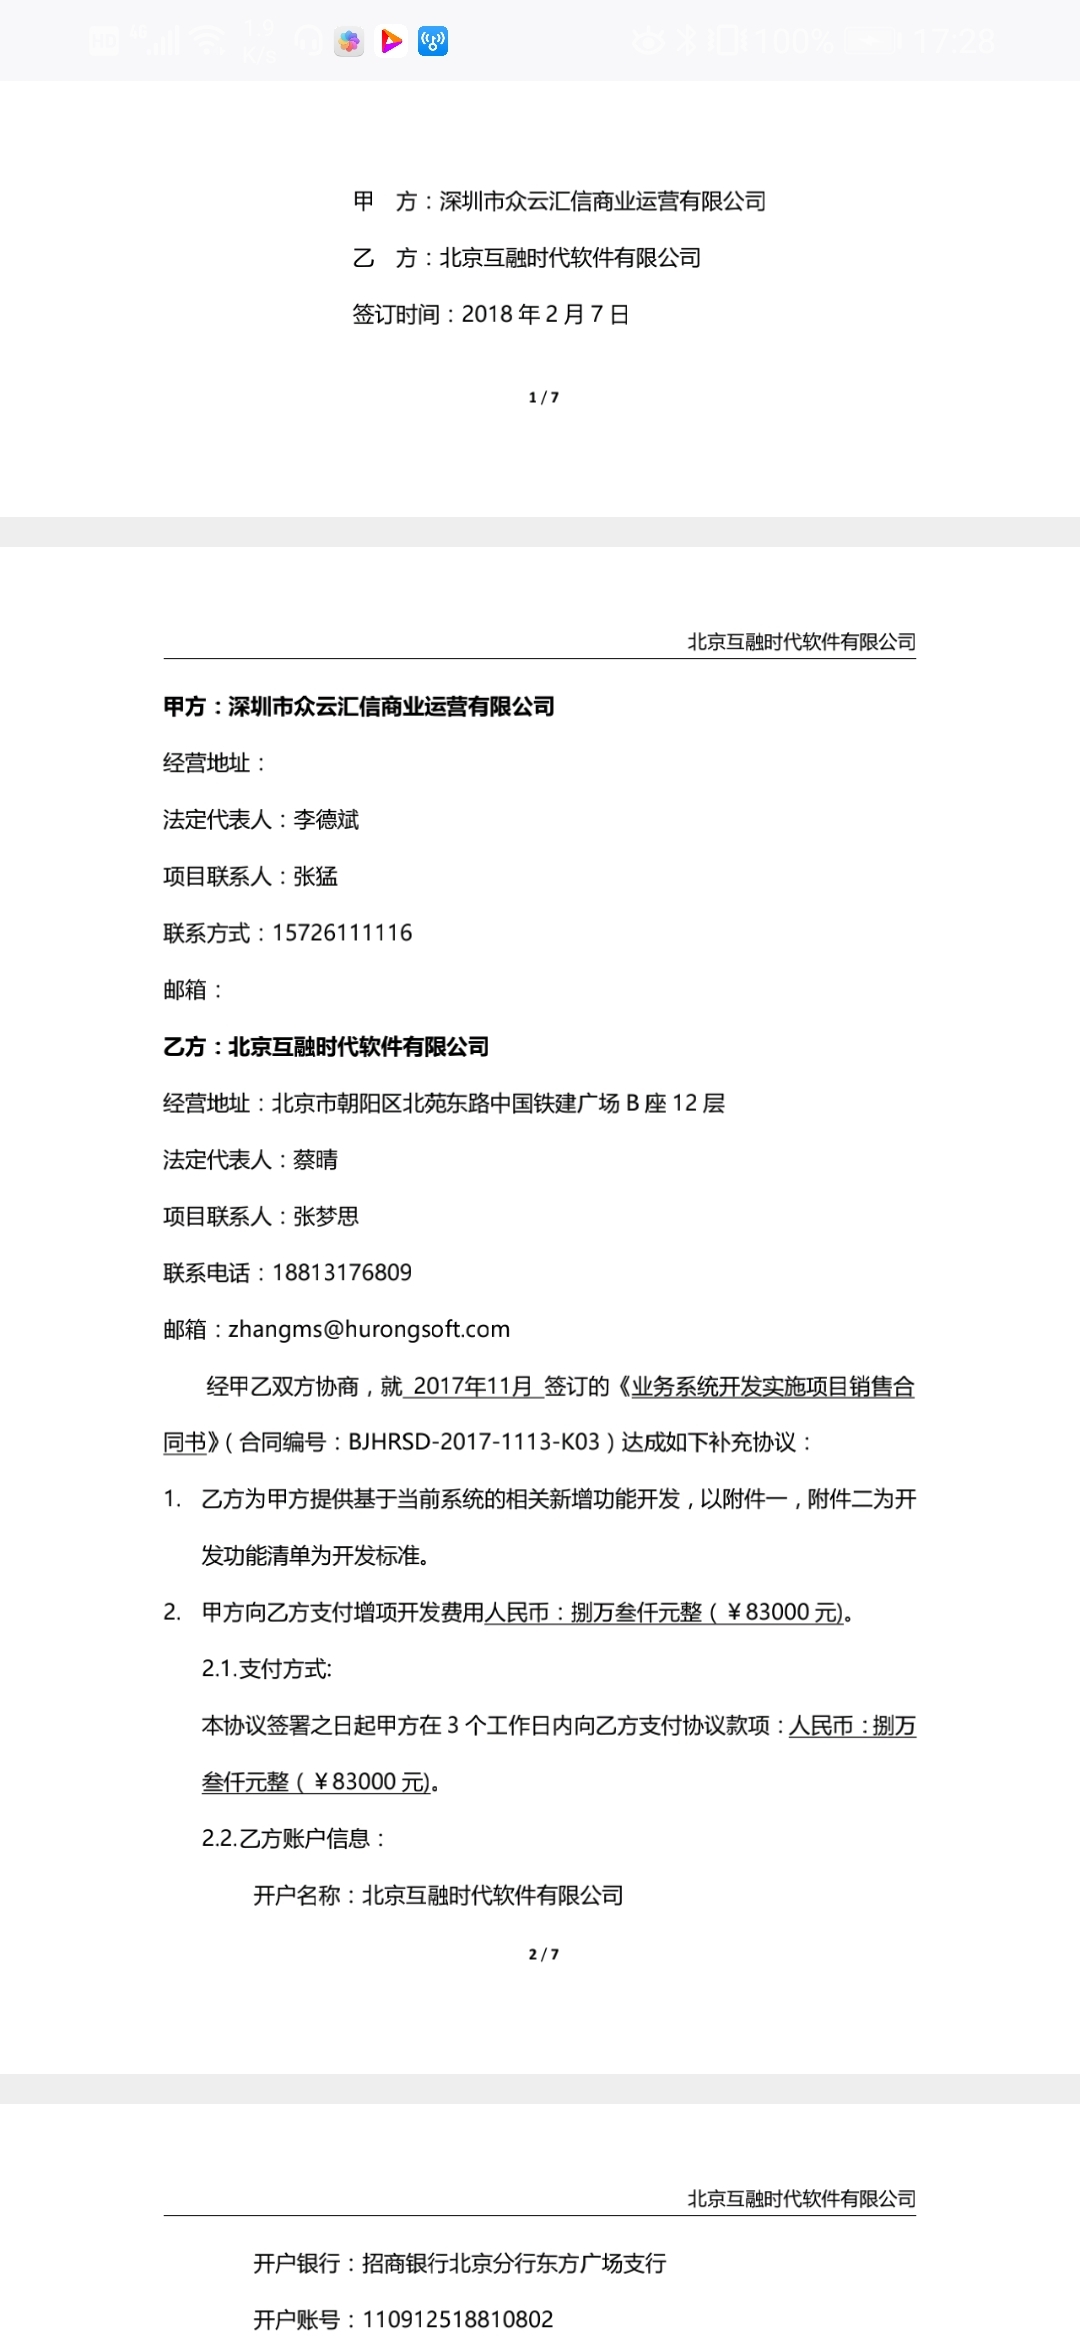 HD 4G 1.9 K/s 100% 17:28
甲 方：深圳市众云汇信商业运营有限公司
乙 方：北京互融时代软件有限公司
签订时间：2018 年 2 月 7 日
1 / 7
北京互融时代软件有限公司
甲方：深圳市众云汇信商业运营有限公司
经营地址：
法定代表人：李德斌
项目联系人：张猛
联系方式：15726111116
邮箱：
乙方：北京互融时代软件有限公司
经营地址：北京市朝阳区北苑东路中国铁建广场 B 座 12 层
法定代表人：蔡晴
项目联系人：张梦思
联系电话：18813176809
邮箱：zhangms@hurongsoft.com
经甲乙双方协商，就 2017年11月 签订的《业务系统开发实施项目销售合
同书》（合同编号：BJHRSD-2017-1113-K03）达成如下补充协议：
1. 乙方为甲方提供基于当前系统的相关新增功能开发，以附件一，附件二为开
发功能清单为开发标准。
2. 甲方向乙方支付增项开发费用人民币：捌万叁仟元整（￥83000 元)。
2.1.支付方式:
本协议签署之日起甲方在 3 个工作日内向乙方支付协议款项：人民币：捌万
叁仟元整（￥83000 元)。
2.2.乙方账户信息：
开户名称：北京互融时代软件有限公司
2 / 7
北京互融时代软件有限公司
开户银行：招商银行北京分行东方广场支行
开户账号：110912518810802